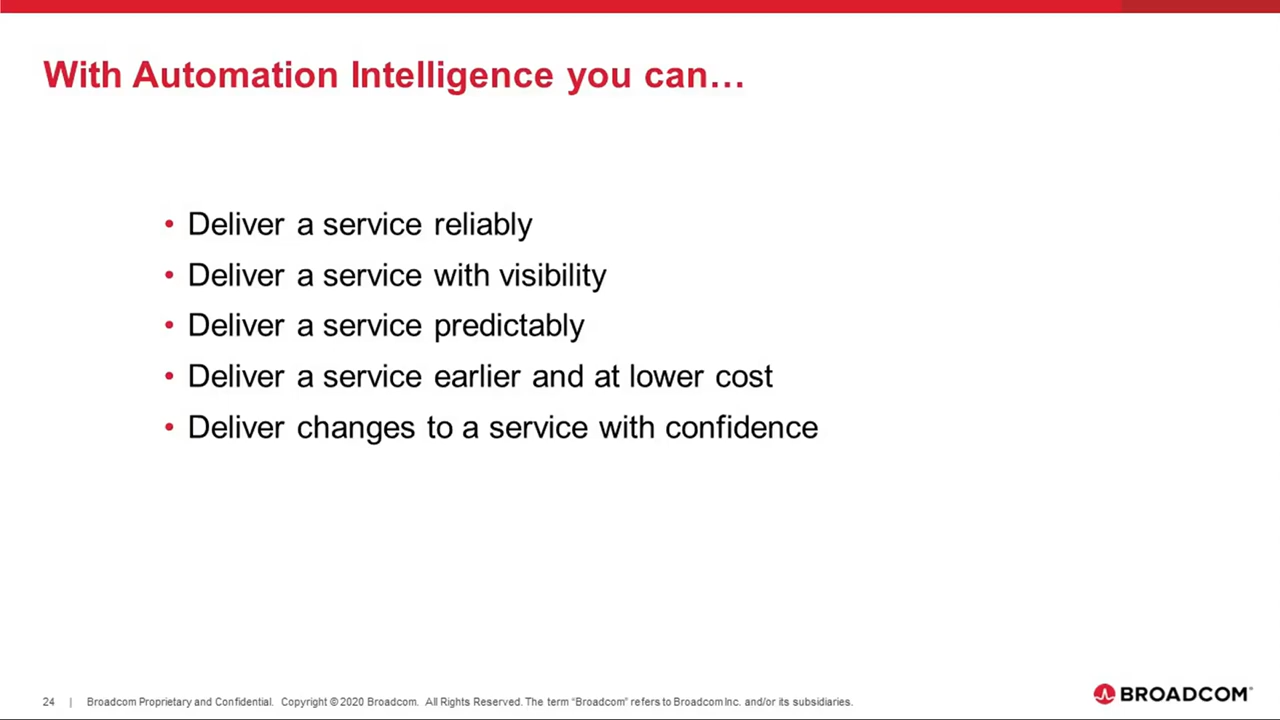 With Automation Intelligence you can…
• Deliver a service reliably
• Deliver a service with visibility
• Deliver a service predictably
• Deliver a service earlier and at lower cost
• Deliver changes to a service with confidence
24 | Broadcom Proprietary and Confidential. Copyright © 2020 Broadcom. All Rights Reserved. The term “Broadcom” refers to Broadcom Inc. and/or its subsidiaries.
BROADCOM®